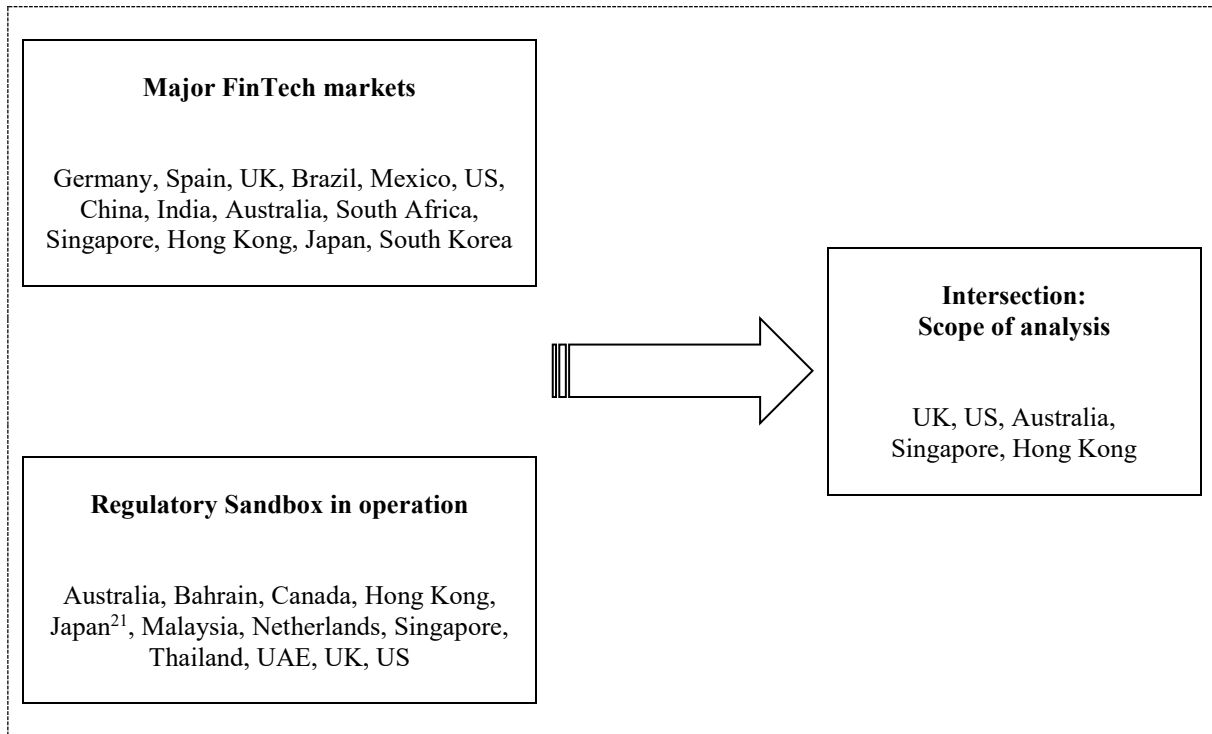 Major FinTech markets
Germany, Spain, UK, Brazil, Mexico, US,
China, India, Australia, South Africa,
Singapore, Hong Kong, Japan, South Korea
Regulatory Sandbox in operation
Australia, Bahrain, Canada, Hong Kong,
Japan²¹, Malaysia, Netherlands, Singapore,
Thailand, UAE, UK, US
Intersection:
Scope of analysis
UK, US, Australia,
Singapore, Hong Kong